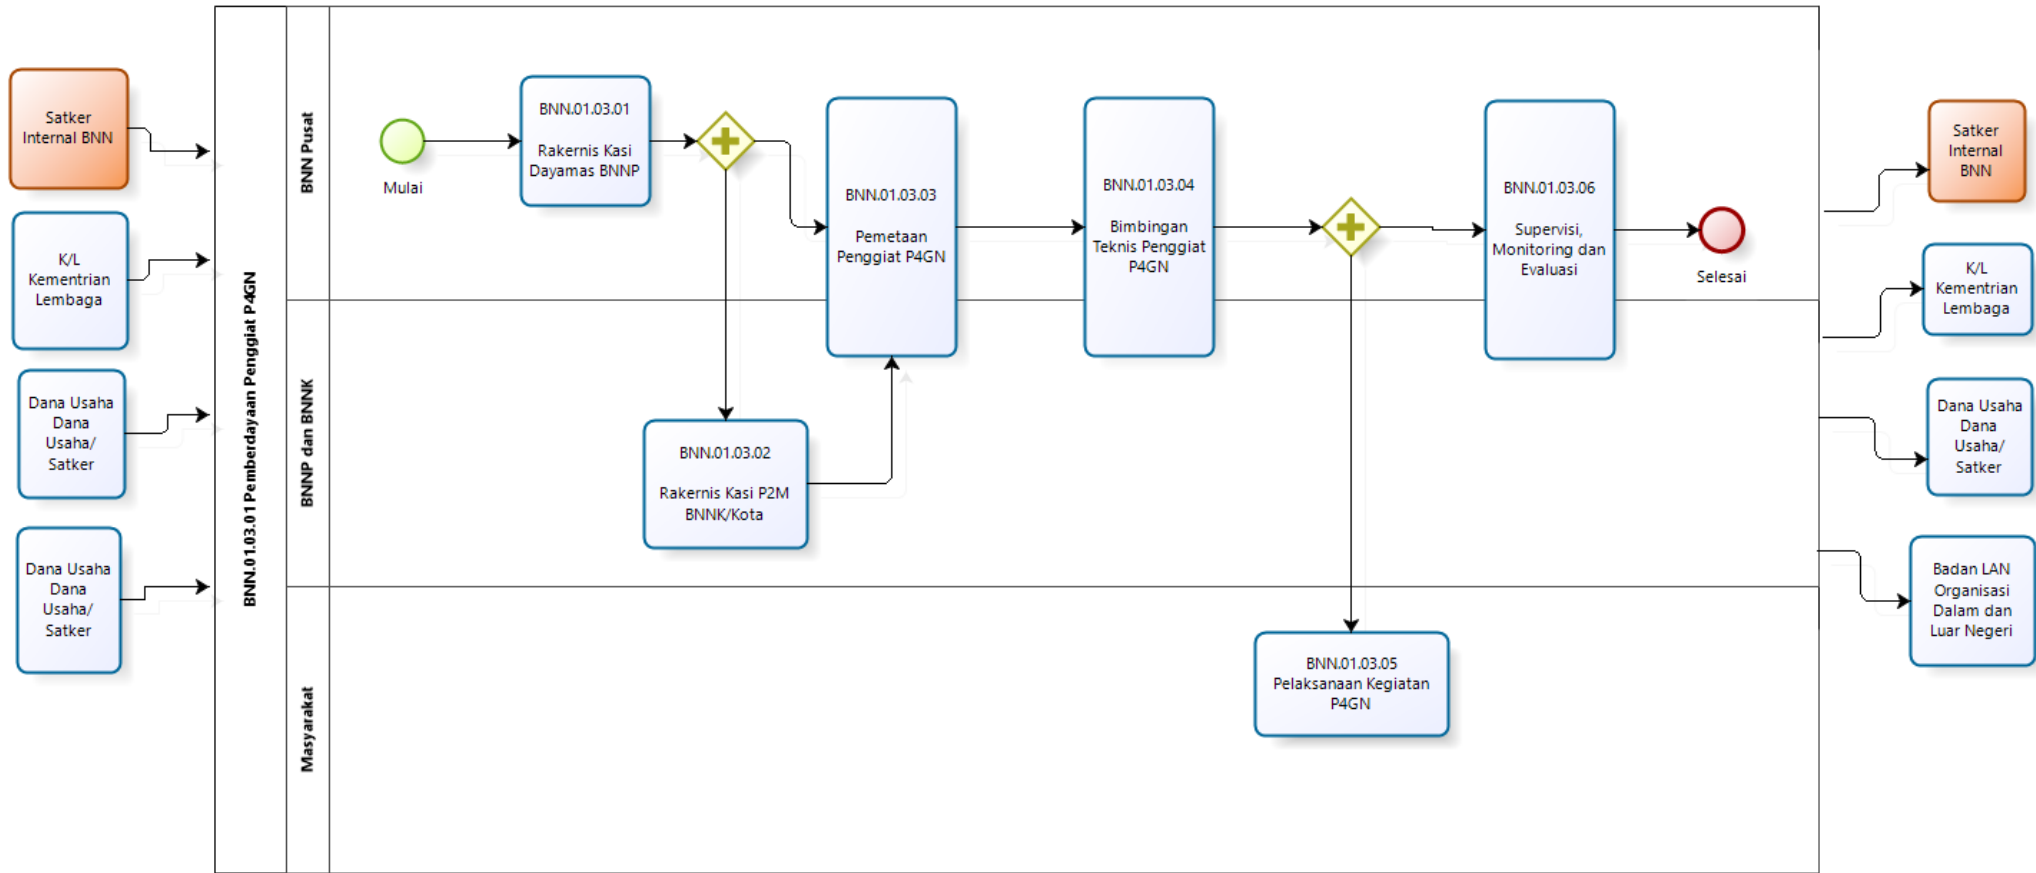 Satker
Internal BNN
K/L
Kementrian
Lembaga
Dana Usaha
Dana
Usaha/
Satker
Dana Usaha
Dana
Usaha/
Satker
BNN.01.03.01 Pemberdayaan Penggiat P4GN
BNN Pusat
BNNP dan BNNK
Masyarakat
Mulai
BNN.01.03.01
Rakernis Kasi
Dayamas BNNP
BNN.01.03.02
Rakernis Kasi P2M
BNNK/Kota
BNN.01.03.03
Pemetaan
Penggiat P4GN
BNN.01.03.04
Bimbingan
Teknis Penggiat
P4GN
BNN.01.03.05
Pelaksanaan Kegiatan
P4GN
BNN.01.03.06
Supervisi,
Monitoring dan
Evaluasi
Selesai
Satker
Internal
BNN
K/L
Kementrian
Lembaga
Dana Usaha
Dana
Usaha/
Satker
Badan LAN
Organisasi
Dalam dan
Luar Negeri